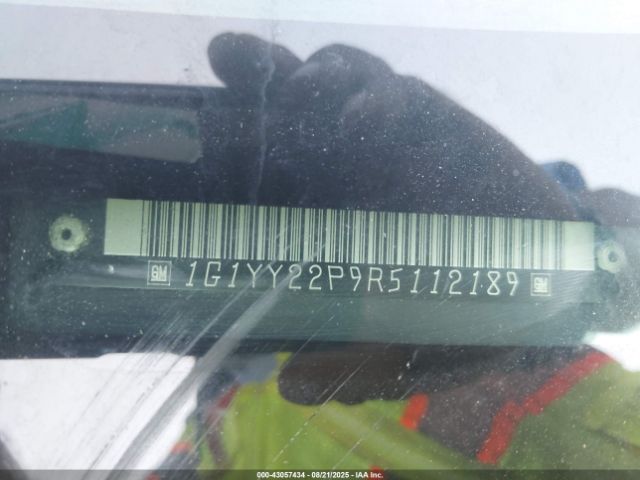 GM 1G1YY22P9R5112189 GM
000-43057434 - 08/21/2025 - IAA Inc.